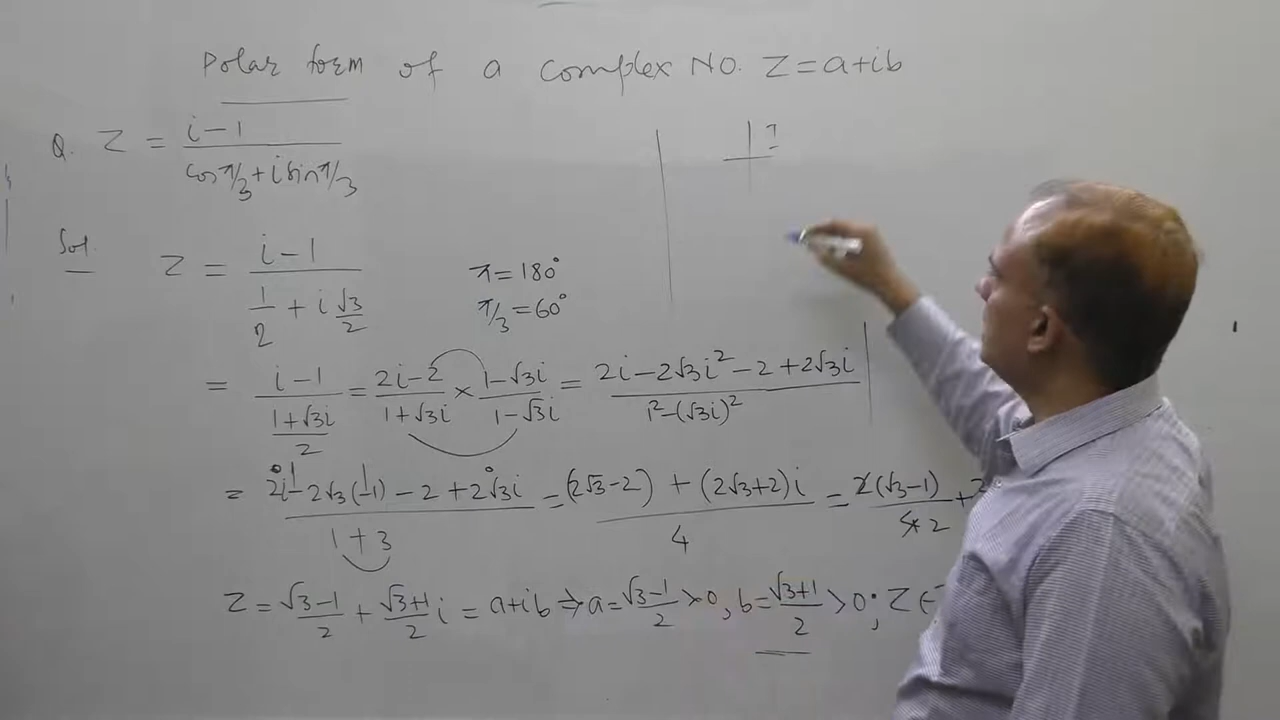 Polar form of a complex No. Z=a+ib
Q. Z = (i-1)/(cosπ/3+isinπ/3)
Sol.
Z = (i-1)/(1/2 + i√3/2)
π=180°
π/3=60°
= (i-1)/((1+√3i)/2) = (2i-2)/(1+√3i) × (1-√3i)/(1-√3i) = (2i-2√3i²-2+2√3i)/(1²-(√3i)²)
= (2i-2√3(-1)-2+2√3i)/(1+3) = ((2√3-2)+(2√3+2)i)/4 = 2(√3-1)/4 2 + 2
Z = (√3-1)/2 + (√3+1)/2 i = a+ib ⇒ a=(√3-1)/2 >0, b=(√3+1)/2 >0; Z